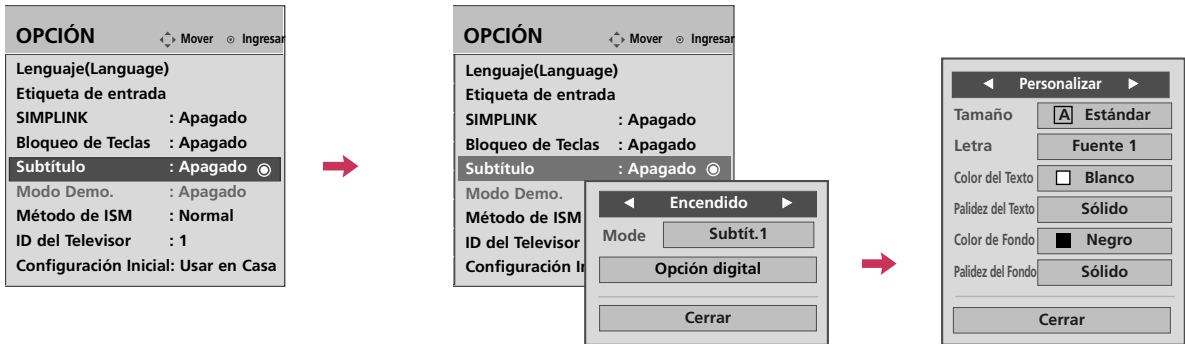 OPCIÓN Mover Ingresar
Lenguaje(Language)
Etiqueta de entrada
SIMPLINK : Apagado
Bloqueo de Teclas : Apagado
Subtítulo : Apagado
Modo Demo. : Apagado
Método de ISM : Normal
ID del Televisor : 1
Configuración Inicial: Usar en Casa
OPCIÓN Mover Ingresar
Lenguaje(Language)
Etiqueta de entrada
SIMPLINK : Apagado
Bloqueo de Teclas : Apagado
Subtítulo : Apagado
Modo Demo.
Método de ISM
ID del Televisor
Configuración In
Encendido
Mode Subtít.1
Opción digital
Cerrar
Personalizar
Tamaño A Estándar
Letra Fuente 1
Color del Texto Blanco
Palidez del Texto Sólido
Color de Fondo Negro
Palidez del Fondo Sólido
Cerrar